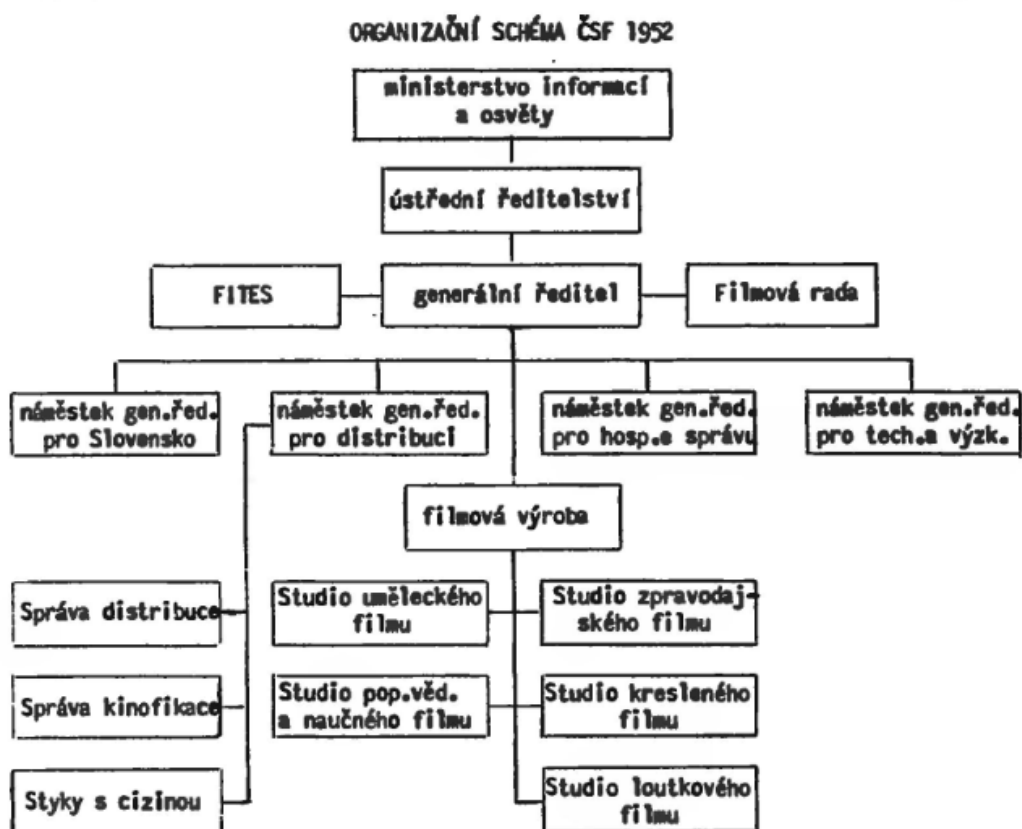 ORGANIZAČNÍ SCHÉMA ČSF 1952
ministerstvo informací
a osvěty
ústřední ředitelství
FITES
generální ředitel
Filmová rada
náměstek gen.řed.
pro Slovensko
náměstek gen.řed.
pro distribuci
náměstek gen.řed.
pro hosp.e správu
náměstek gen.řed.
pro tech.a výzk.
filmová výroba
Správa distribuce
Studio uměleckého
filmu
Studio zpravodaj-
ského filmu
Správa kinofikace
Studio pop.věd.
a naučného filmu
Studio kresleného
filmu
Styky s cizinou
Studio loutkového
filmu